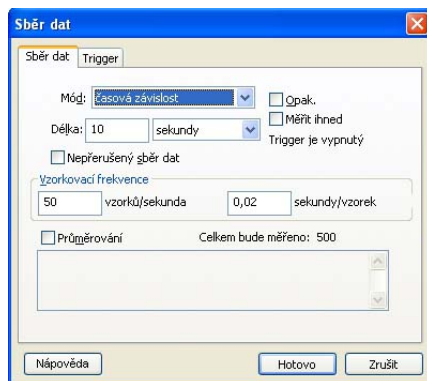 Sběr dat
Sběr dat Trigger
Mód: časová závislost Opak.
Měřit ihned
Délka: 10 sekundy Trigger je vypnutý
Nepřerušený sběr dat
Vzorkovací frekvence
50 vzorků/sekunda 0,02 sekundy/vzorek
Průměrování Celkem bude měřeno: 500
Nápověda Hotovo Zrušit